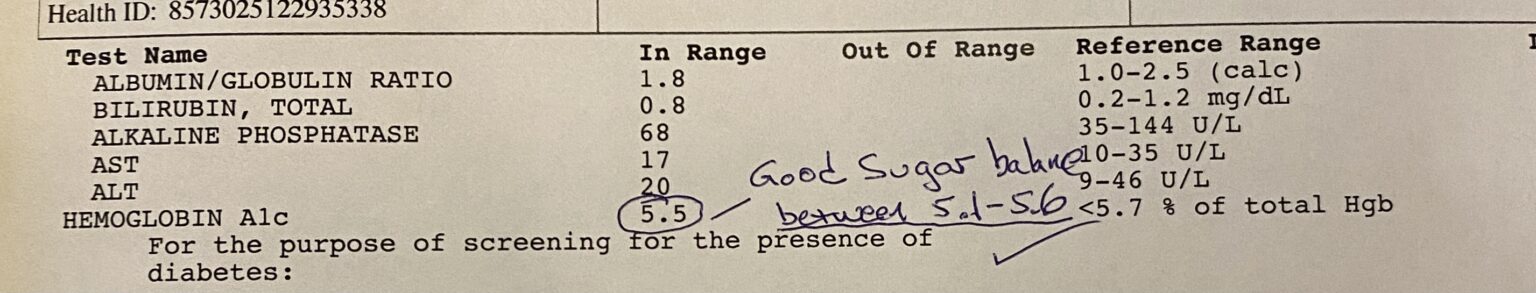 Health ID: 8573025122935338
Test Name In Range Out Of Range Reference Range
ALBUMIN/GLOBULIN RATIO 1.8 1.0-2.5 (calc)
BILIRUBIN, TOTAL 0.8 0.2-1.2 mg/dL
ALKALINE PHOSPHATASE 68 35-144 U/L
AST 17 10-35 U/L
ALT 20 9-46 U/L
Good Sugar balance
between 5.1-5.6
HEMOGLOBIN A1c 5.5 <5.7 % of total Hgb
For the purpose of screening for the presence of
diabetes: